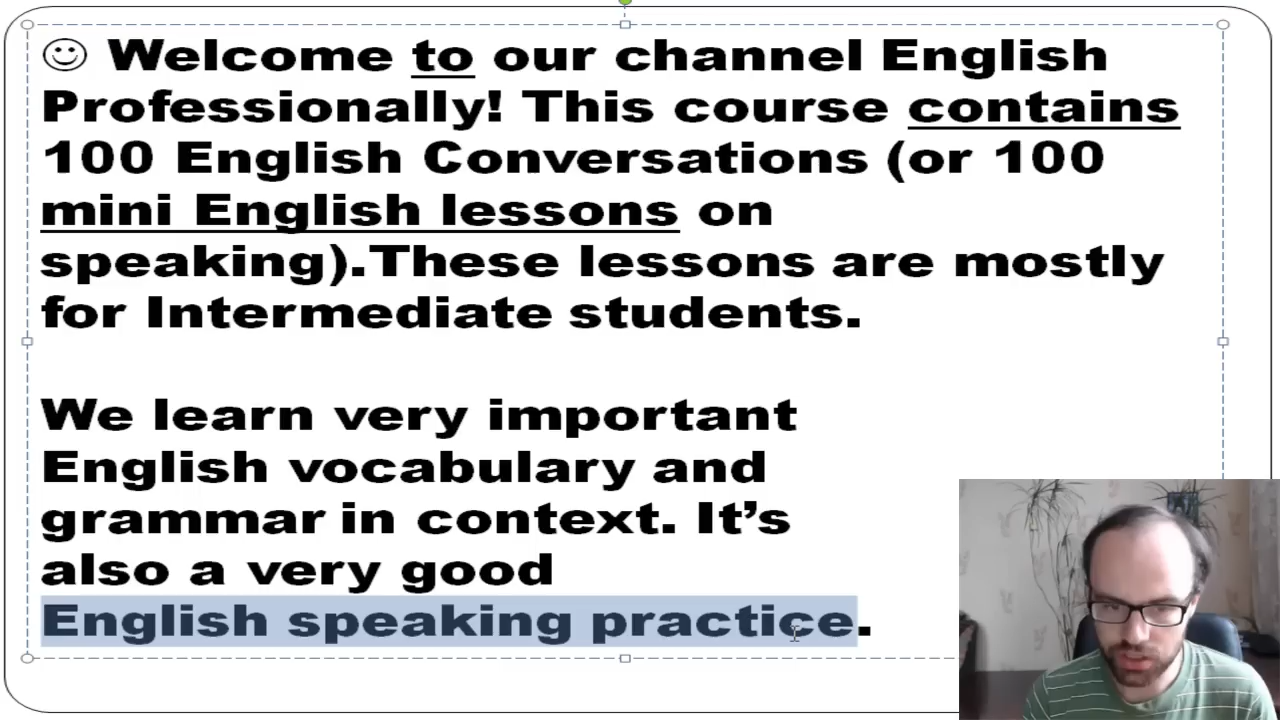 ☺ Welcome to our channel English
Professionally! This course contains
100 English Conversations (or 100
mini English lessons on
speaking).These lessons are mostly
for Intermediate students.
We learn very important
English vocabulary and
grammar in context. It’s
also a very good
English speaking practice.